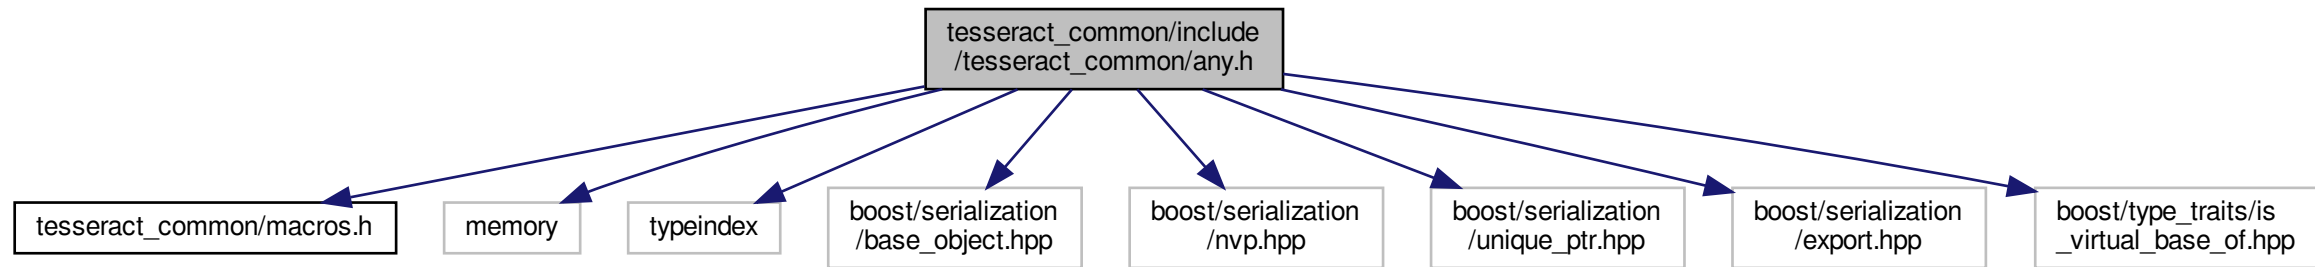 tesseract_common/include
/tesseract_common/any.h
tesseract_common/macros.h
memory
typeindex
boost/serialization
/base_object.hpp
boost/serialization
/nvp.hpp
boost/serialization
/unique_ptr.hpp
boost/serialization
/export.hpp
boost/type_traits/is
_virtual_base_of.hpp